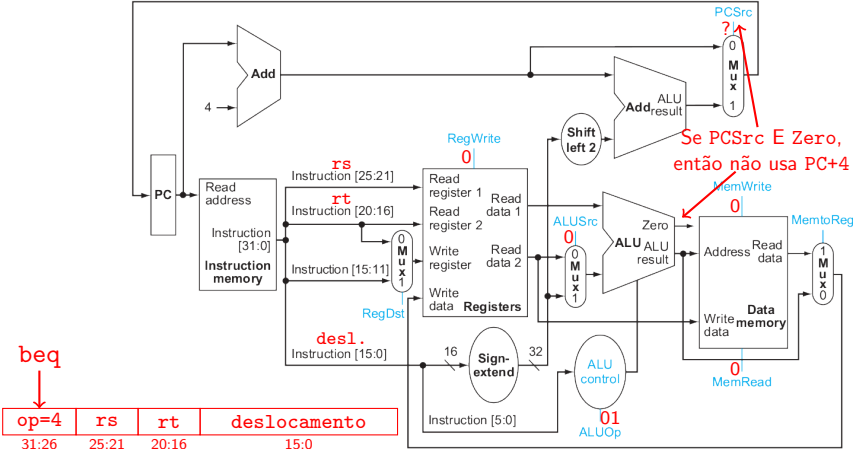 PCSrc
?
0
M
u
x
1
Add
4
Add
ALU
result
Shift
left 2
Se PCSrc E Zero,
então não usa PC+4
RegWrite
0
PC
Read
address
Instruction
[31:0]
Instruction
memory
rs
Instruction [25:21]
rt
Instruction [20:16]
Instruction [15:11]
0
M
u
x
1
RegDst
Read
register 1
Read
register 2
Write
register
Write
data
Read
data 1
Read
data 2
Registers
ALUSrc
0
0
M
u
x
1
Zero
ALU
ALU
result
MemWrite
0
Address
Read
data
Write
data
Data
memory
0
MemRead
MemtoReg
1
M
u
x
0
desl.
Instruction [15:0]
16
Sign-
extend
32
ALU
control
01
ALUOp
Instruction [5:0]
beq
op=4 rs rt deslocamento
31:26 25:21 20:16 15:0